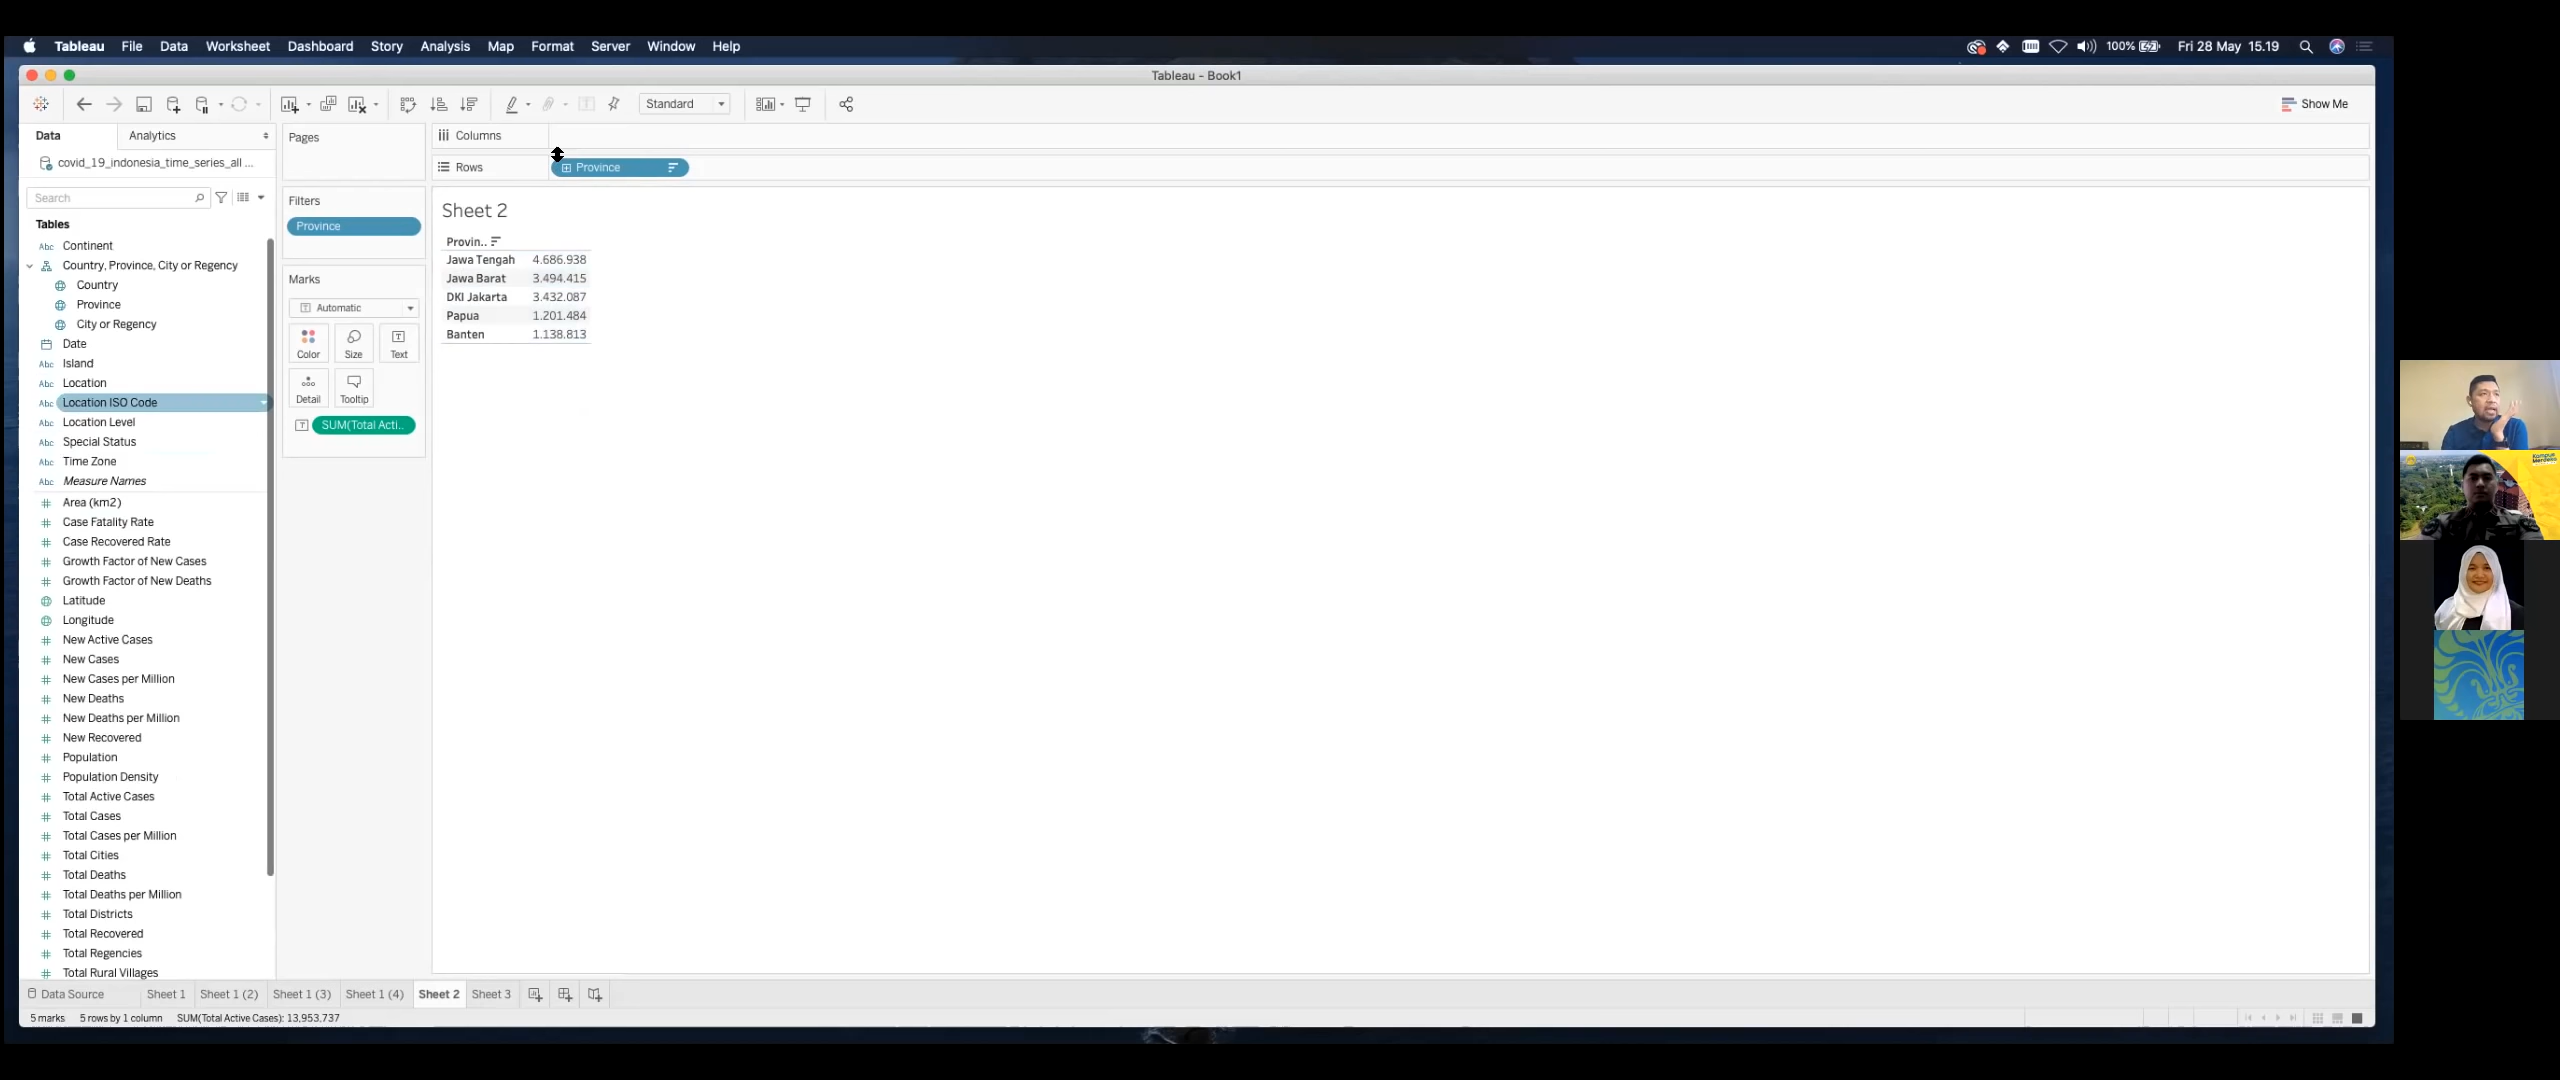 Tableau File Data Worksheet Dashboard Story Analysis Map Format Server Window Help 100% Fri 28 May 15.19
Tableau - Book1
Standard Show Me
Data Analytics
Pages
Columns
covid_19_indonesia_time_series_all ...
Rows Province
Search
Filters
Province
Sheet 2
Tables
Provin..
Jawa Tengah 4.686.938
Jawa Barat 3.494.415
DKI Jakarta 3.432.087
Papua 1.201.484
Banten 1.138.813
Marks
Automatic
Color Size Text
Detail Tooltip
SUM(Total Acti..
Abc Continent
Country, Province, City or Regency
Country
Province
City or Regency
Date
Abc Island
Abc Location
Abc Location ISO Code
Abc Location Level
Abc Special Status
Abc Time Zone
Abc Measure Names
Area (km2)
Case Fatality Rate
Case Recovered Rate
Growth Factor of New Cases
Growth Factor of New Deaths
Latitude
Longitude
New Active Cases
New Cases
New Cases per Million
New Deaths
New Deaths per Million
New Recovered
Population
Population Density
Total Active Cases
Total Cases
Total Cases per Million
Total Cities
Total Deaths
Total Deaths per Million
Total Districts
Total Recovered
Total Regencies
Total Rural Villages
Data Source Sheet 1 Sheet 1 (2) Sheet 1 (3) Sheet 1 (4) Sheet 2 Sheet 3
5 marks 5 rows by 1 column SUM(Total Active Cases): 13,953,737
Kampus
Merdeka